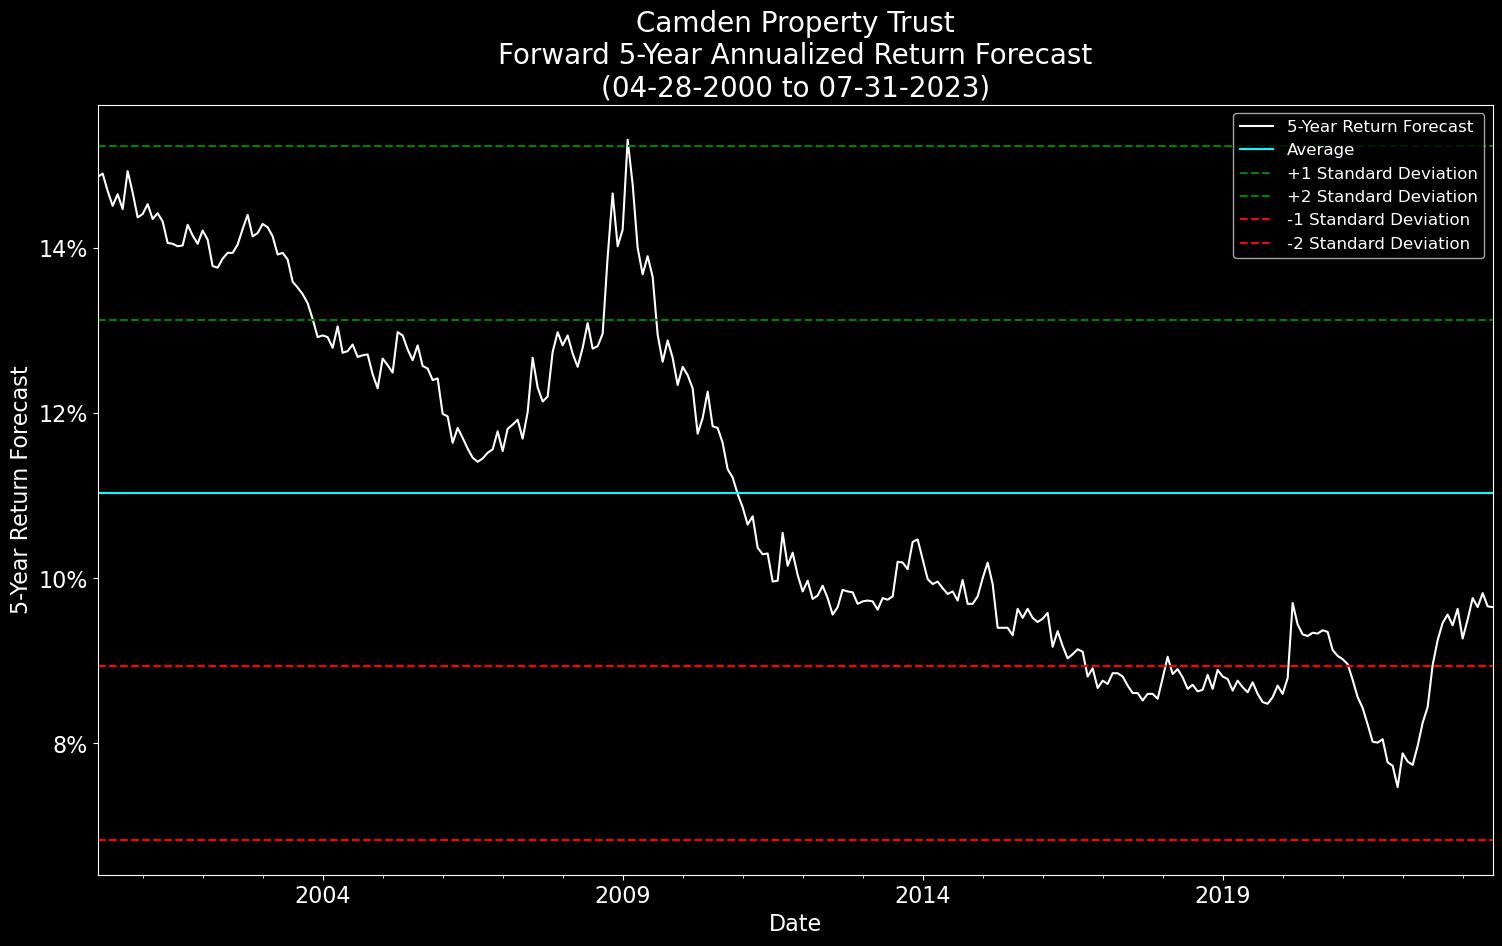 Camden Property Trust
Forward 5-Year Annualized Return Forecast
(04-28-2000 to 07-31-2023)
5-Year Return Forecast
Average
+1 Standard Deviation
+2 Standard Deviation
-1 Standard Deviation
-2 Standard Deviation
14%
12%
10%
8%
5-Year Return Forecast
2004
2009
2014
2019
Date